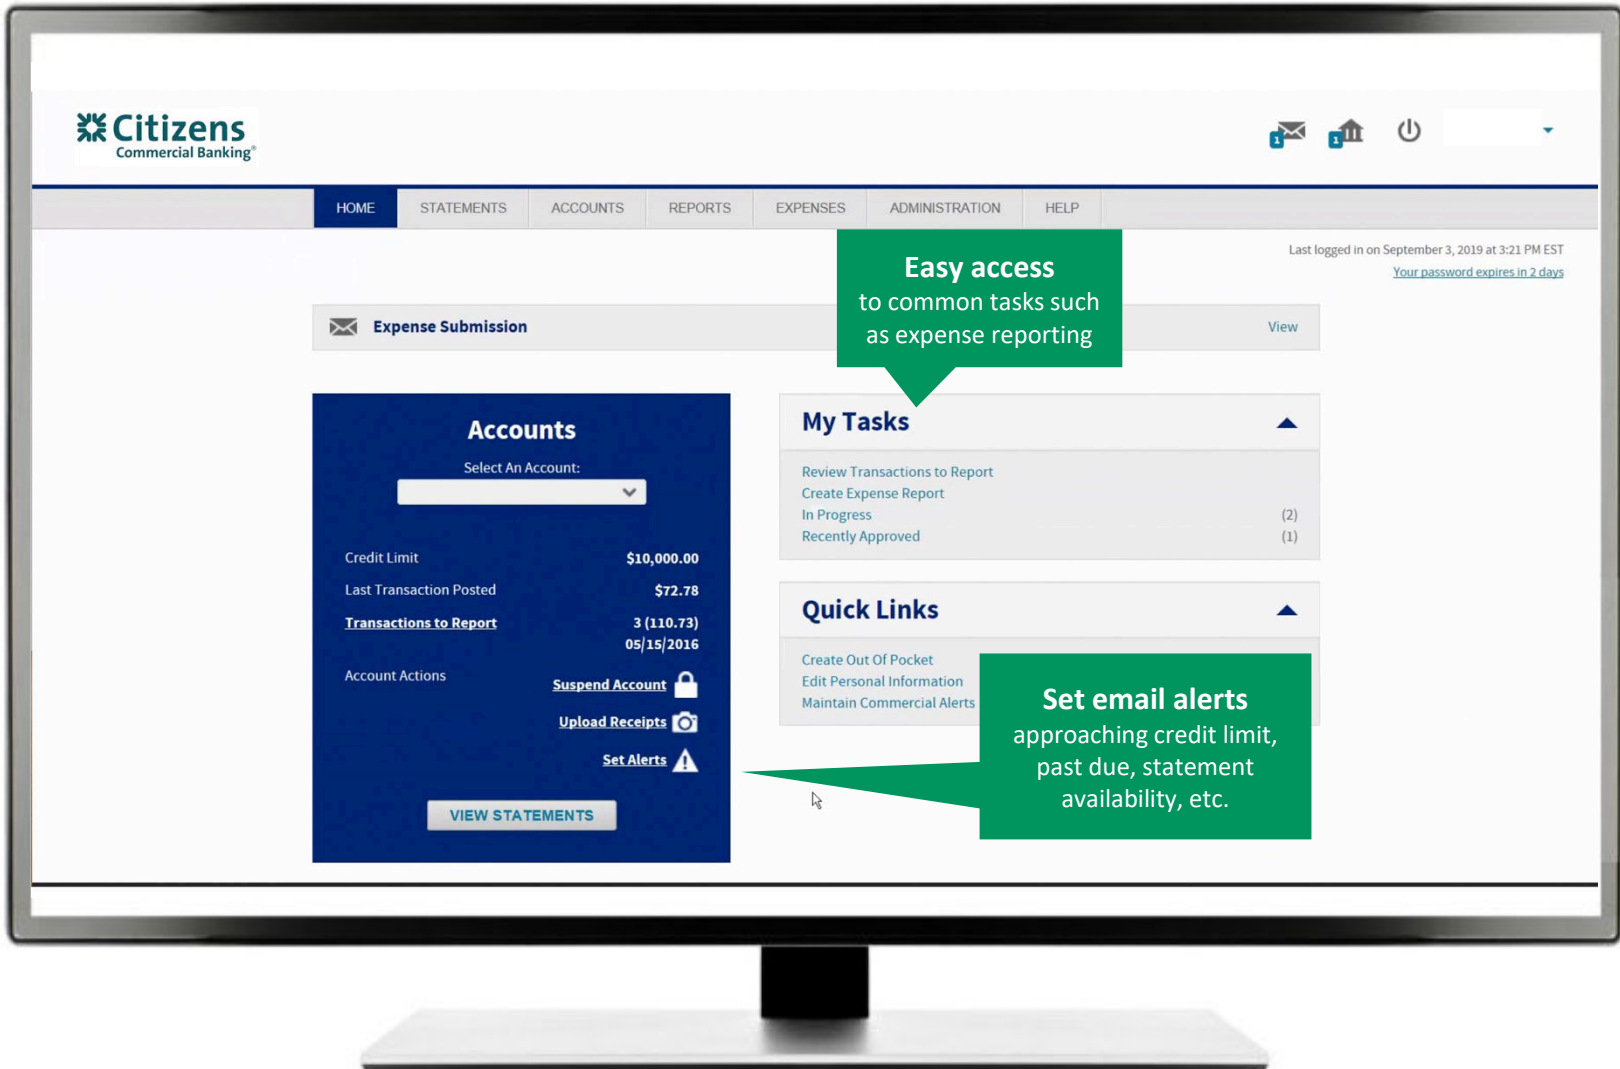 Citizens
Commercial Banking®
1
1
HOME STATEMENTS ACCOUNTS REPORTS EXPENSES ADMINISTRATION HELP
Last logged in on September 3, 2019 at 3:21 PM EST
Your password expires in 2 days
Easy access
to common tasks such
as expense reporting
Expense Submission
View
Accounts
Select An Account:
Credit Limit $10,000.00
Last Transaction Posted $72.78
Transactions to Report 3 (110.73)
05/15/2016
Account Actions
Suspend Account
Upload Receipts
Set Alerts
VIEW STATEMENTS
My Tasks
Review Transactions to Report
Create Expense Report
In Progress (2)
Recently Approved (1)
Quick Links
Create Out Of Pocket
Edit Personal Information
Maintain Commercial Alerts
Set email alerts
approaching credit limit,
past due, statement
availability, etc.